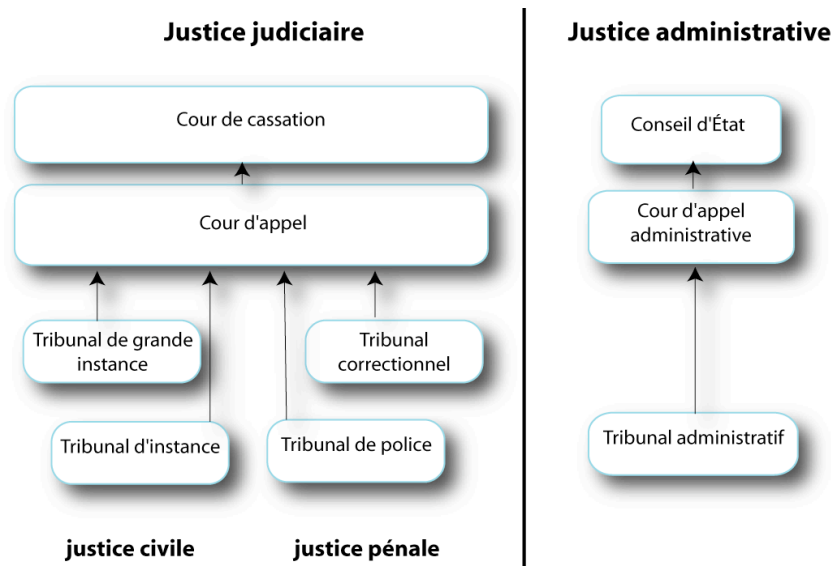 Justice judiciaire
Cour de cassation
Cour d'appel
Tribunal de grande
instance
Tribunal
correctionnel
Tribunal d'instance
Tribunal de police
justice civile
justice pénale
Justice administrative
Conseil d'État
Cour d'appel
administrative
Tribunal administratif